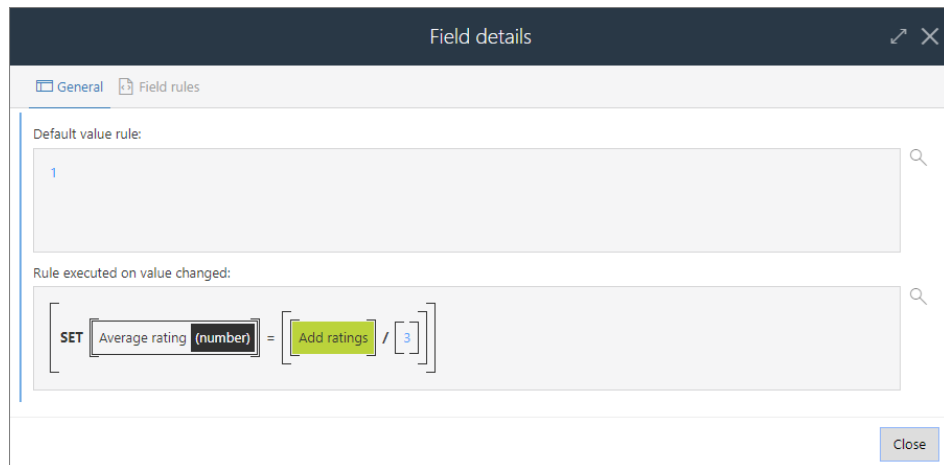 Field details
General Field rules
Default value rule:
1
Rule executed on value changed:
SET Average rating (number) = Add ratings / 3
Close